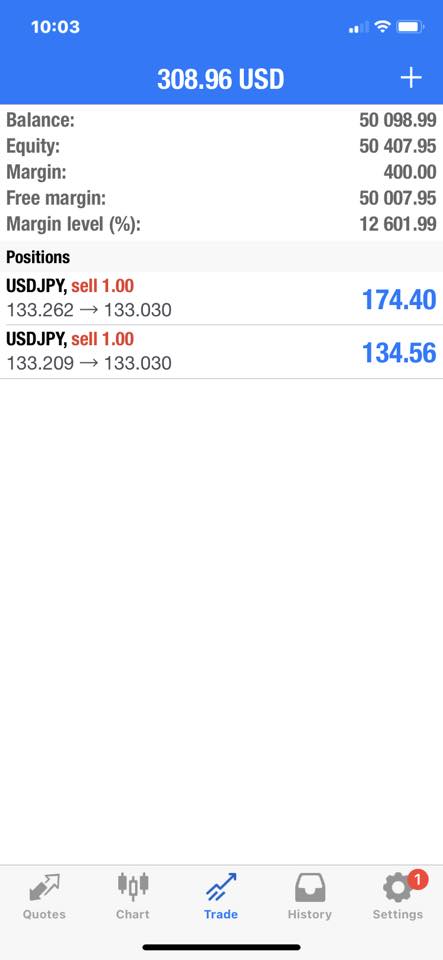 10:03
308.96 USD +
Balance: 50 098.99
Equity: 50 407.95
Margin: 400.00
Free margin: 50 007.95
Margin level (%): 12 601.99
Positions
USDJPY, sell 1.00
133.262 → 133.030 174.40
USDJPY, sell 1.00
133.209 → 133.030 134.56
1
Quotes Chart Trade History Settings